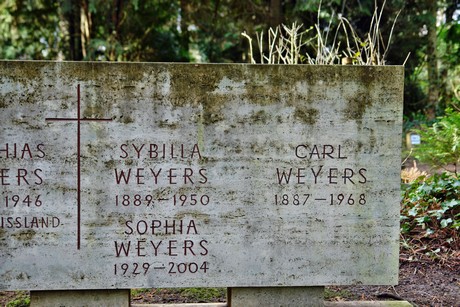 HIAS
ERS
1946
ISSLAND
SYBILLA
WEYERS
1889-1950
SOPHIA
WEYERS
1929-2004
CARL
WEYERS
1887-1968